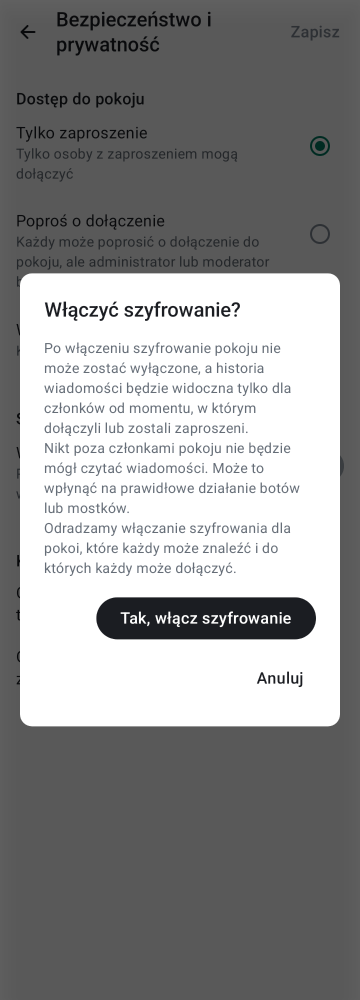 Bezpieczeństwo i
prywatność
Zapisz
Dostęp do pokoju
Tylko zaproszenie
Tylko osoby z zaproszeniem mogą
dołączyć
Poproś o dołączenie
Każdy może poprosić o dołączenie do
pokoju, ale administrator lub moderator
Włączyć szyfrowanie?
Po włączeniu szyfrowanie pokoju nie
może zostać wyłączone, a historia
wiadomości będzie widoczna tylko dla
członków od momentu, w którym
dołączyli lub zostali zaproszeni.
Nikt poza członkami pokoju nie będzie
mógł czytać wiadomości. Może to
wpłynąć na prawidłowe działanie botów
lub mostków.
Odradzamy włączanie szyfrowania dla
pokoi, które każdy może znaleźć i do
których każdy może dołączyć.
Tak, włącz szyfrowanie
Anuluj